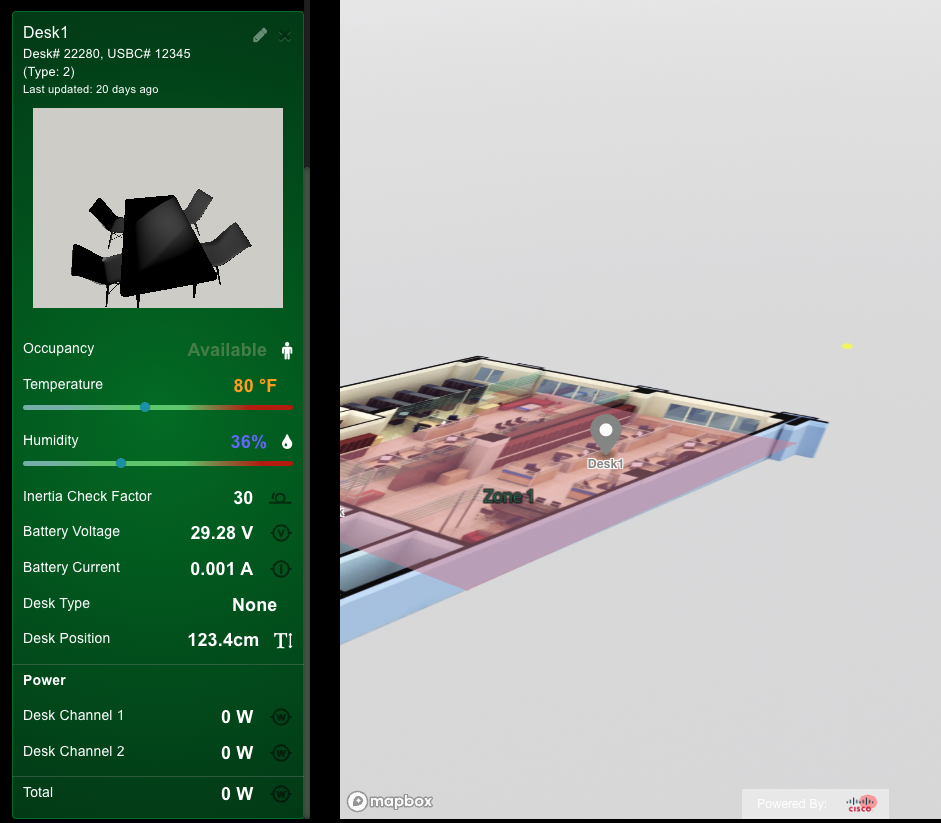 Desk1
Desk# 22280, USBC# 12345
(Type: 2)
Last updated: 20 days ago
Occupancy Available
Temperature 80 °F
Humidity 36%
Inertia Check Factor 30
Battery Voltage 29.28 V
V
Battery Current 0.001 A
I
Desk Type None
Desk Position 123.4cm
Power
Desk Channel 1 0 W
W
Desk Channel 2 0 W
W
Total 0 W
W
Desk1
Zone 1
mapbox
Powered By:
CISCO